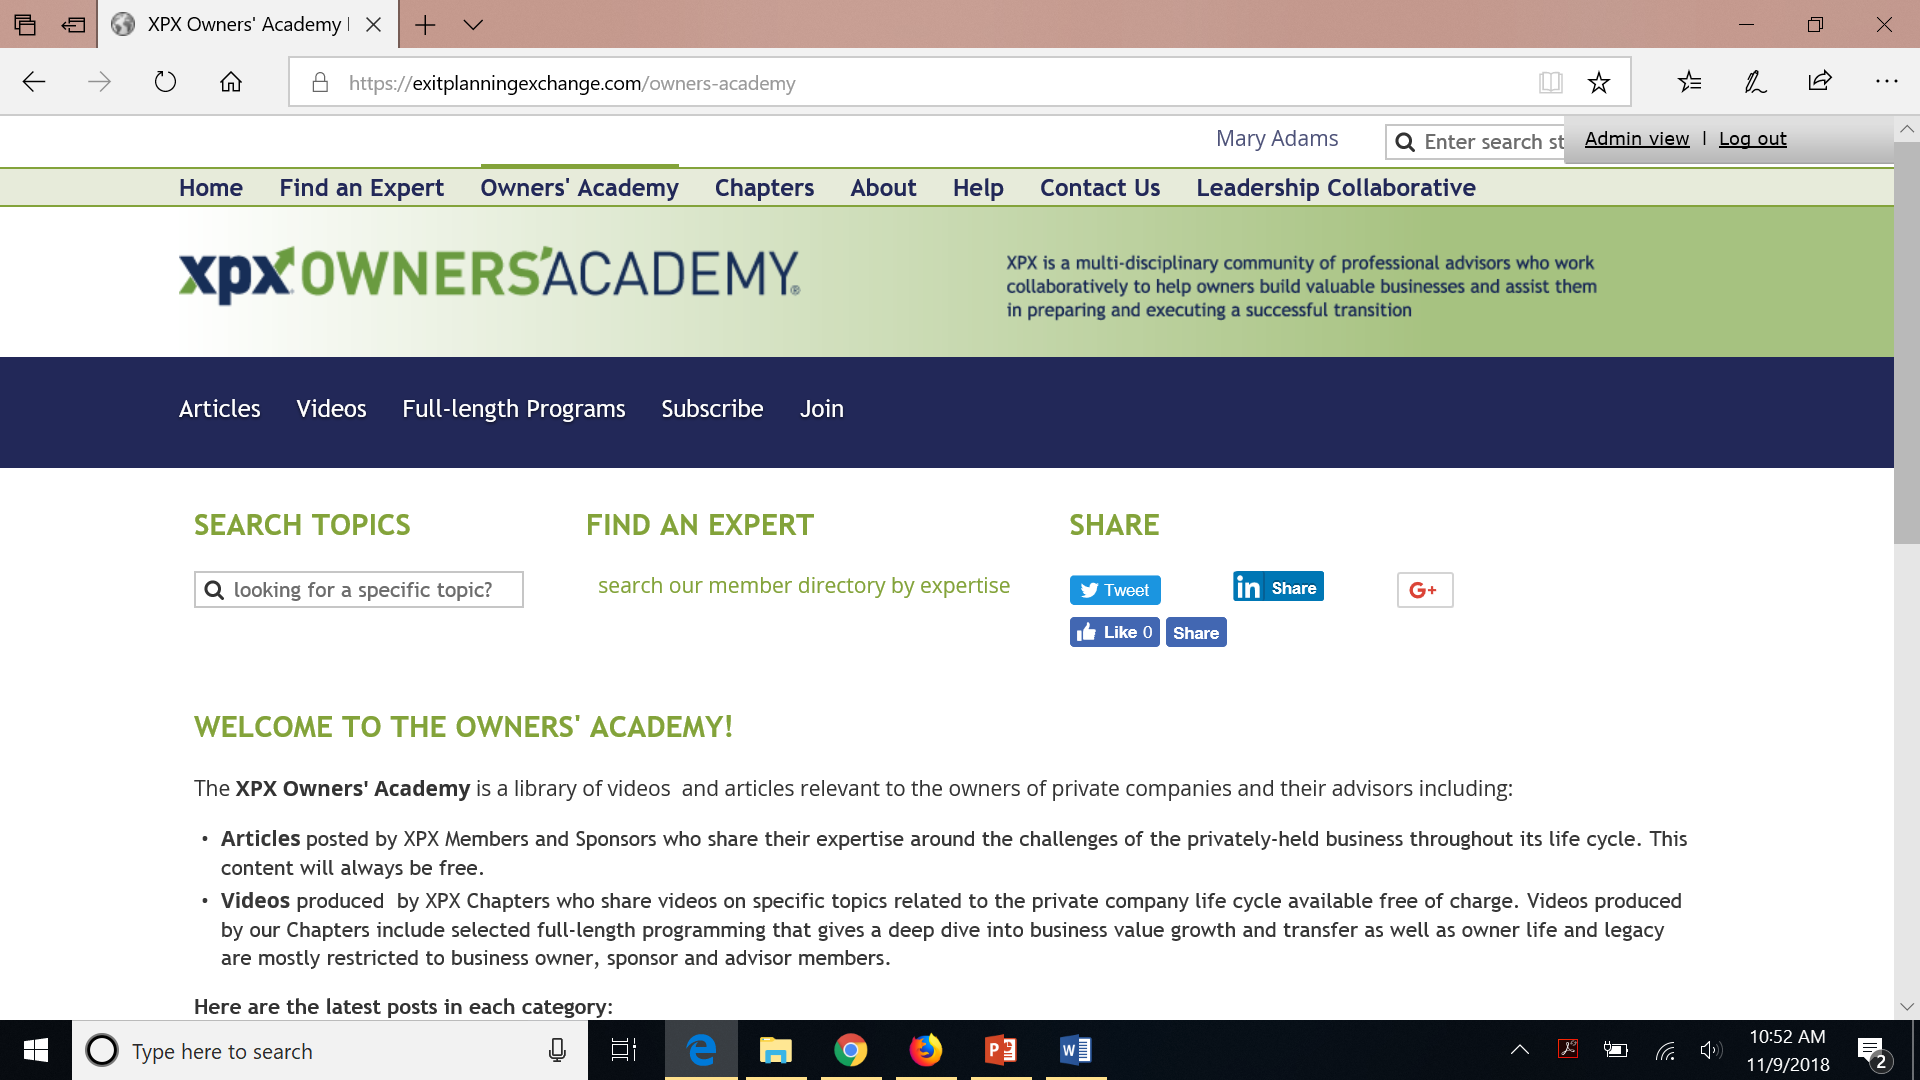 XPX Owners' Academy
https://exitplanningexchange.com/owners-academy
Mary Adams
Enter search st
Admin view | Log out
Home Find an Expert Owners' Academy Chapters About Help Contact Us Leadership Collaborative
xpx OWNERS' ACADEMY®
XPX is a multi-disciplinary community of professional advisors who work
collaboratively to help owners build valuable businesses and assist them
in preparing and executing a successful transition
Articles Videos Full-length Programs Subscribe Join
SEARCH TOPICS
looking for a specific topic?
FIND AN EXPERT
search our member directory by expertise
SHARE
Tweet
in Share
G+
Like 0 Share
WELCOME TO THE OWNERS' ACADEMY!
The XPX Owners' Academy is a library of videos and articles relevant to the owners of private companies and their advisors including:
• Articles posted by XPX Members and Sponsors who share their expertise around the challenges of the privately-held business throughout its life cycle. This
content will always be free.
• Videos produced by XPX Chapters who share videos on specific topics related to the private company life cycle available free of charge. Videos produced
by our Chapters include selected full-length programming that gives a deep dive into business value growth and transfer as well as owner life and legacy
are mostly restricted to business owner, sponsor and advisor members.
Here are the latest posts in each category:
Type here to search
10:52 AM
11/9/2018
2